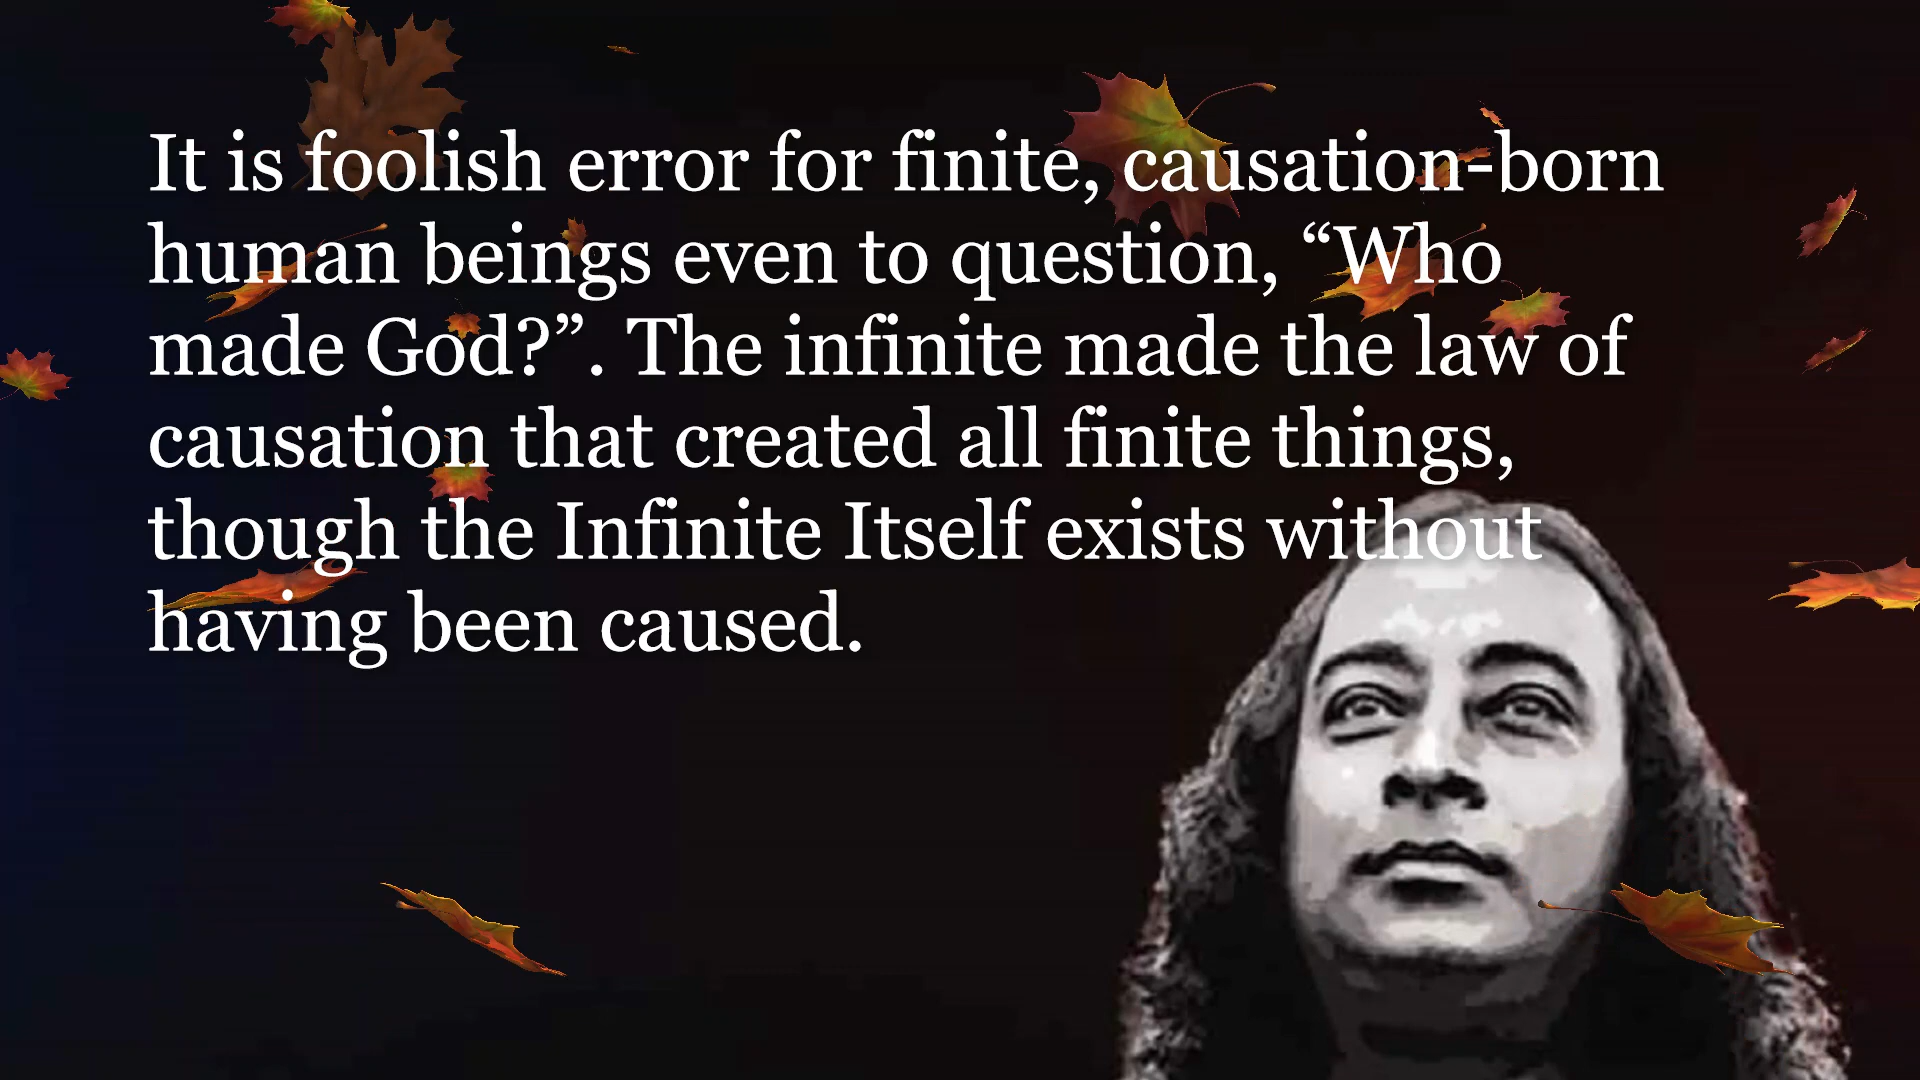 It is foolish error for finite, causation-born
human beings even to question, “Who
made God?”. The infinite made the law of
causation that created all finite things,
though the Infinite Itself exists without
having been caused.